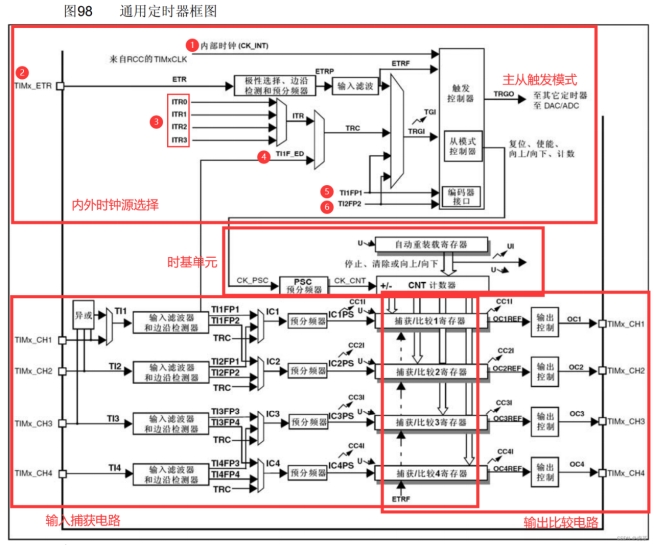 图98 通用定时器框图
① 内部时钟 (CK_INT)
来自RCC的TIMxCLK
②
TIMx_ETR
ETR
极性选择、边沿
检测和预分频器
ETRP
输入滤波
ETRF
触发
控制器
主从触发模式
TRGO
至其它定时器
至 DAC/ADC
③
ITR0
ITR1
ITR2
ITR3
ITR
TRC
TGI
TRGI
从模式
控制器
复位、使能、
向上/向下、计数
④
TI1F_ED
⑤ TI1FP1
⑥ TI2FP2
编码器
接口
内外时钟源选择
时基单元
U
自动重装载寄存器
UI
停止、清除或向上/向下
U
CK_PSC
PSC
预分频器
CK_CNT
+/-
CNT 计数器
异或
TI1
输入滤波器
和边沿检测器
TI1FP1
TI1FP2
TRC
IC1
预分频器
IC1PS
CC1I
U
捕获/比较1寄存器
CC1I
OC1REF
输出
控制
OC1
TIMx_CH1
TIMx_CH1
TIMx_CH2
TI2
输入滤波器
和边沿检测器
TI2FP1
TI2FP2
TRC
IC2
预分频器
IC2PS
CC2I
U
捕获/比较2寄存器
CC2I
OC2REF
输出
控制
OC2
TIMx_CH2
TIMx_CH3
TI3
输入滤波器
和边沿检测器
TI3FP3
TI3FP4
TRC
IC3
预分频器
IC3PS
CC3I
U
捕获/比较3寄存器
CC3I
OC3REF
输出
控制
OC3
TIMx_CH3
TIMx_CH4
TI4
输入滤波器
和边沿检测器
TI4FP3
TI4FP4
TRC
IC4
预分频器
IC4PS
CC4I
U
捕获/比较4寄存器
CC4I
OC4REF
输出
控制
OC4
TIMx_CH4
ETRF
输入捕获电路
输出比较电路